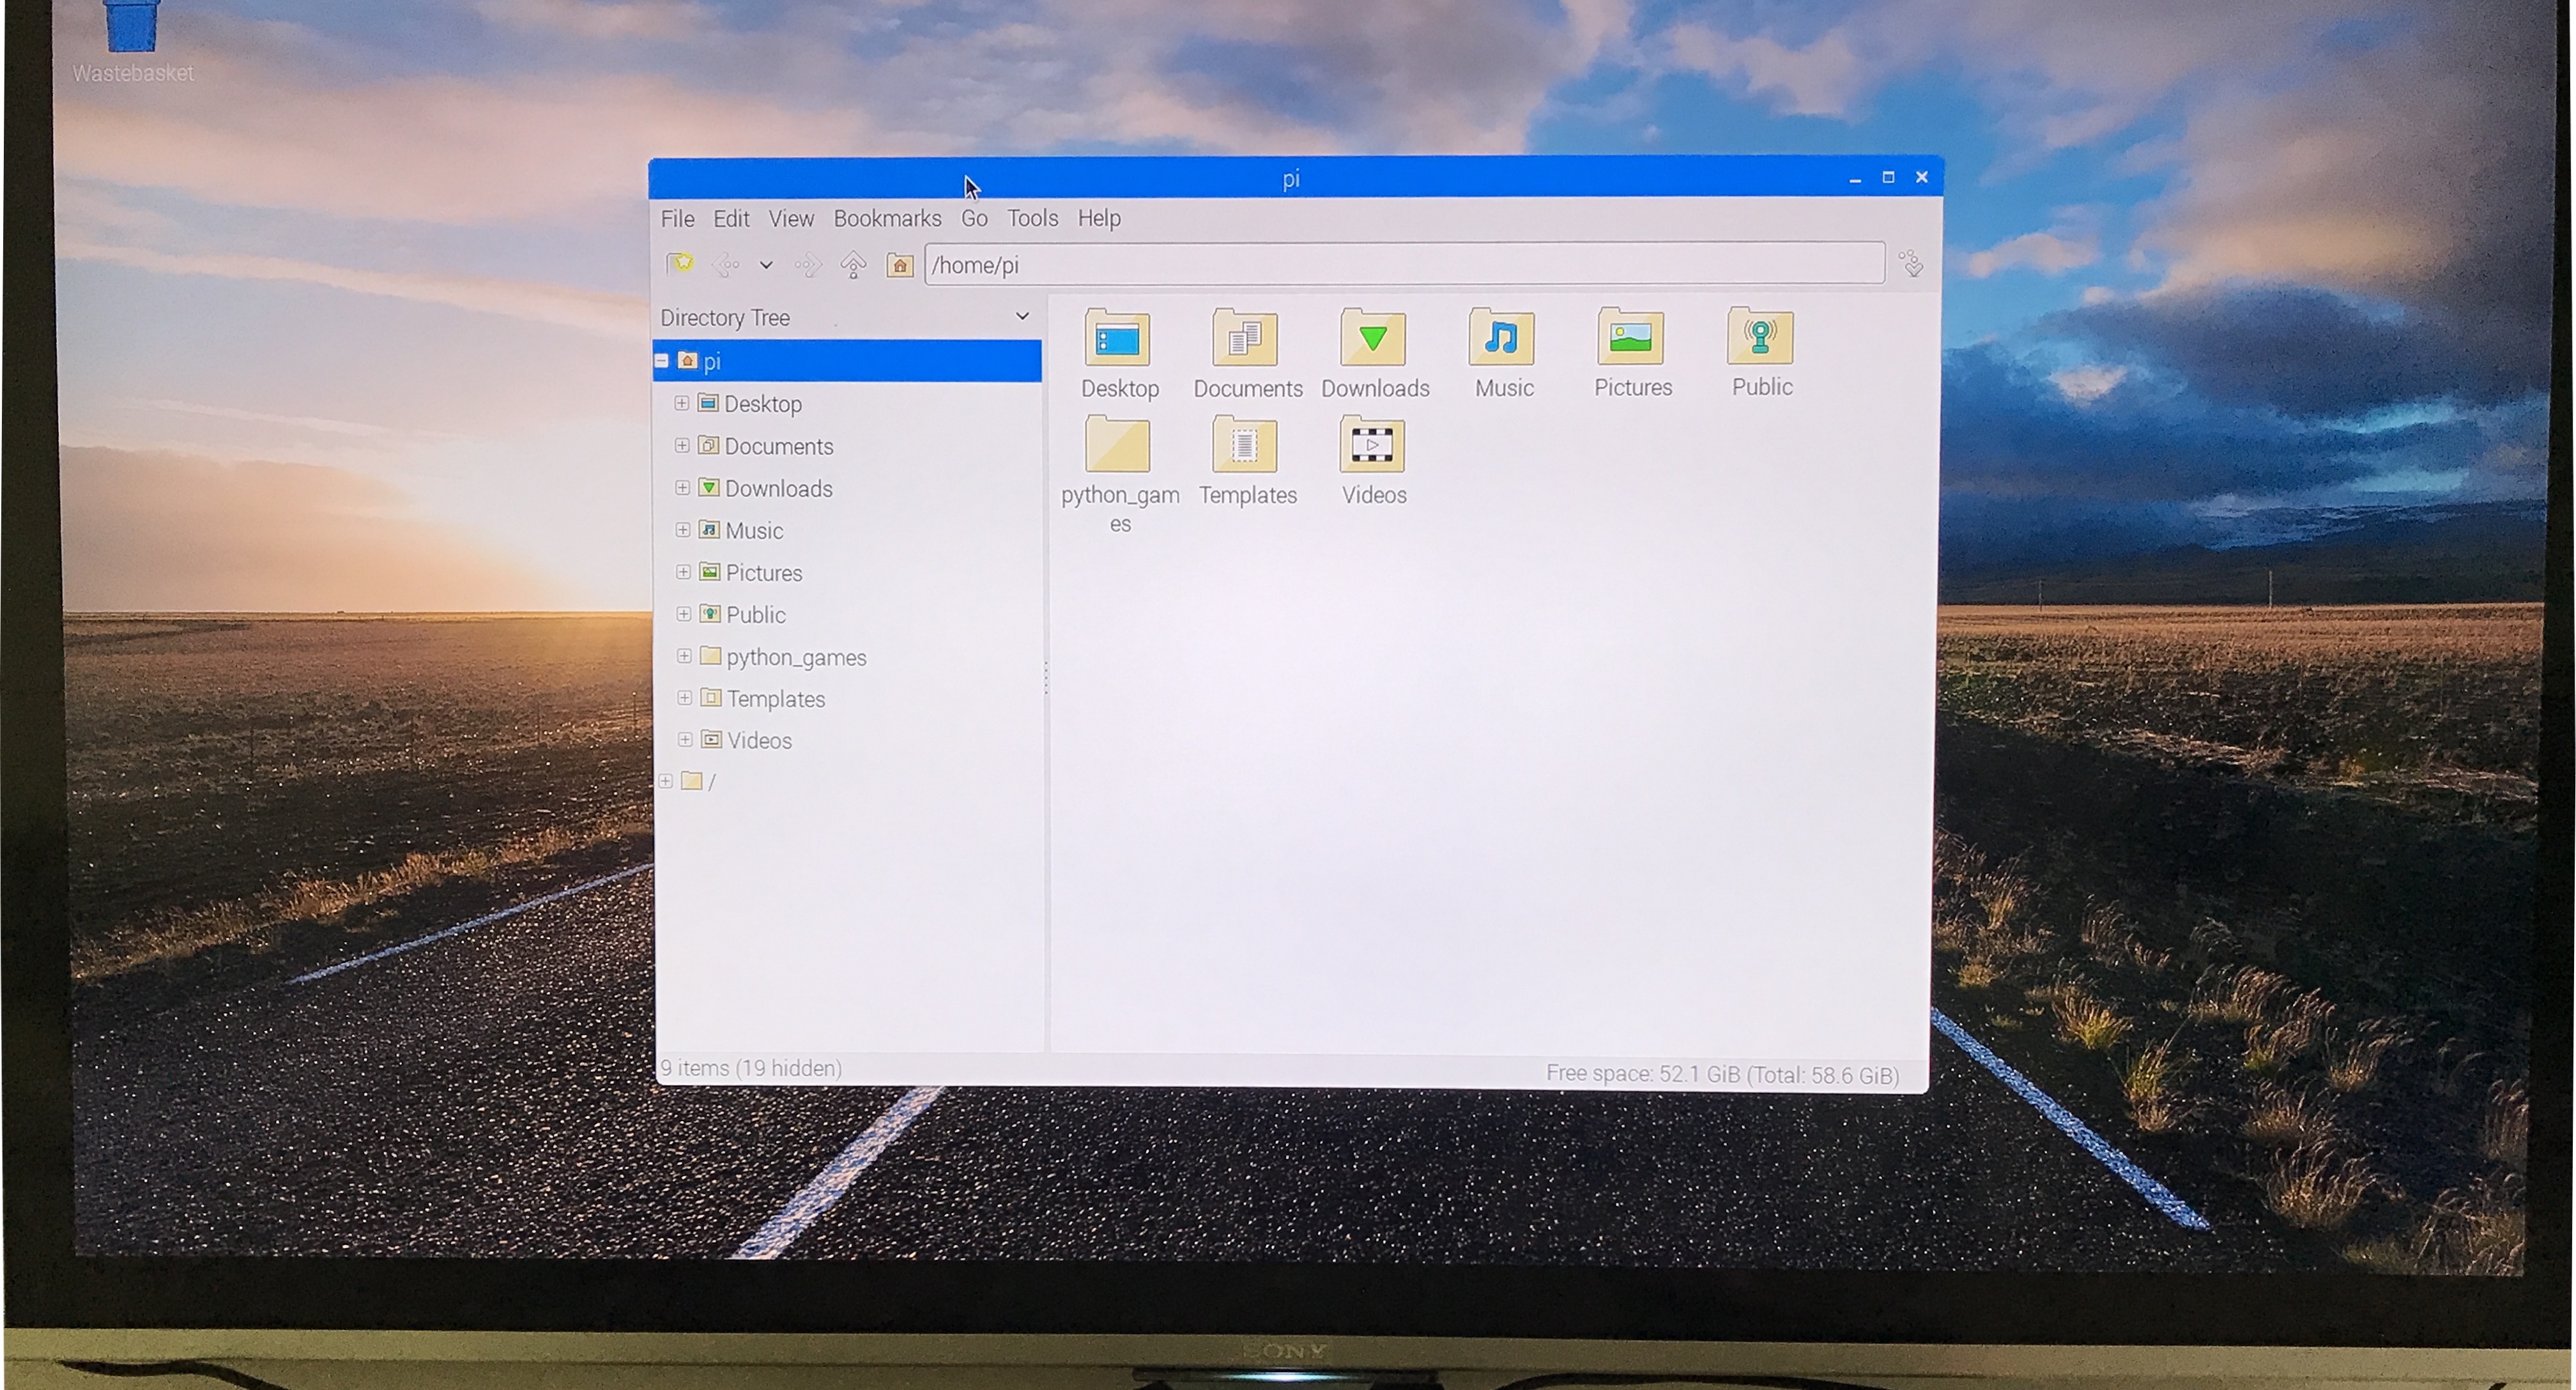 Wastebasket
pi
File Edit View Bookmarks Go Tools Help
/home/pi
Directory Tree
pi
Desktop
Documents
Downloads
Music
Pictures
Public
python_games
Templates
Videos
/
Desktop Documents Downloads Music Pictures Public
python_gam Templates Videos
es
9 items (19 hidden) Free space: 52.1 GiB (Total: 58.6 GiB)
SONY